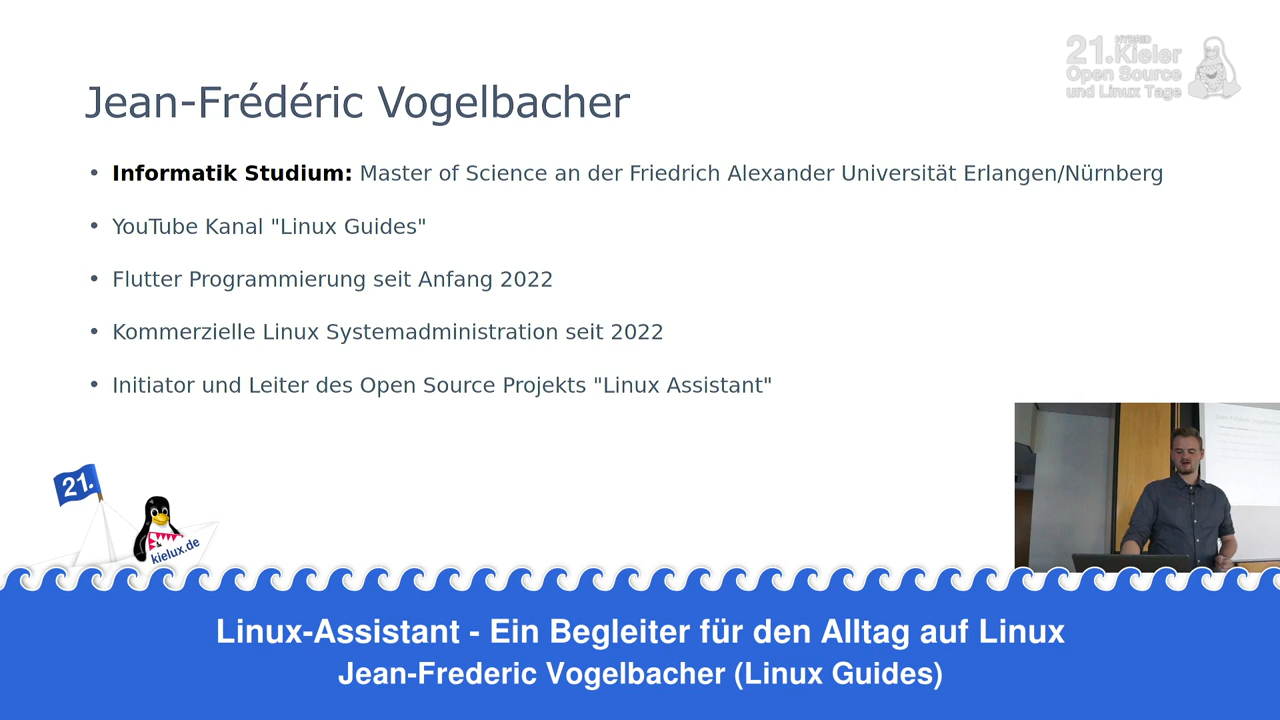 21.
HYBRID
Kieler
Open Source
und Linux Tage
Jean-Frédéric Vogelbacher
• Informatik Studium: Master of Science an der Friedrich Alexander Universität Erlangen/Nürnberg
• YouTube Kanal "Linux Guides"
• Flutter Programmierung seit Anfang 2022
• Kommerzielle Linux Systemadministration seit 2022
• Initiator und Leiter des Open Source Projekts "Linux Assistant"
21.
kielux.de
Linux-Assistant - Ein Begleiter für den Alltag auf Linux
Jean-Frederic Vogelbacher (Linux Guides)